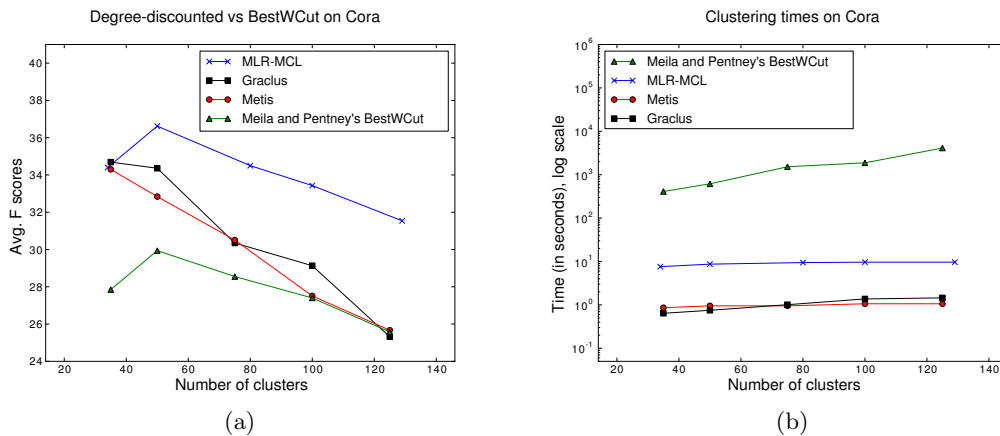 Degree-discounted vs BestWCut on Cora
40
38
36
34
32
30
28
26
24
Avg. F scores
MLR-MCL
Graclus
Metis
Meila and Pentney's BestWCut
20 40 60 80 100 120 140
Number of clusters
(a)
Clustering times on Cora
10^6
10^5
10^4
10^3
10^2
10^1
10^0
10^-1
Time (in seconds), log scale
Meila and Pentney's BestWCut
MLR-MCL
Metis
Graclus
20 40 60 80 100 120 140
Number of clusters
(b)